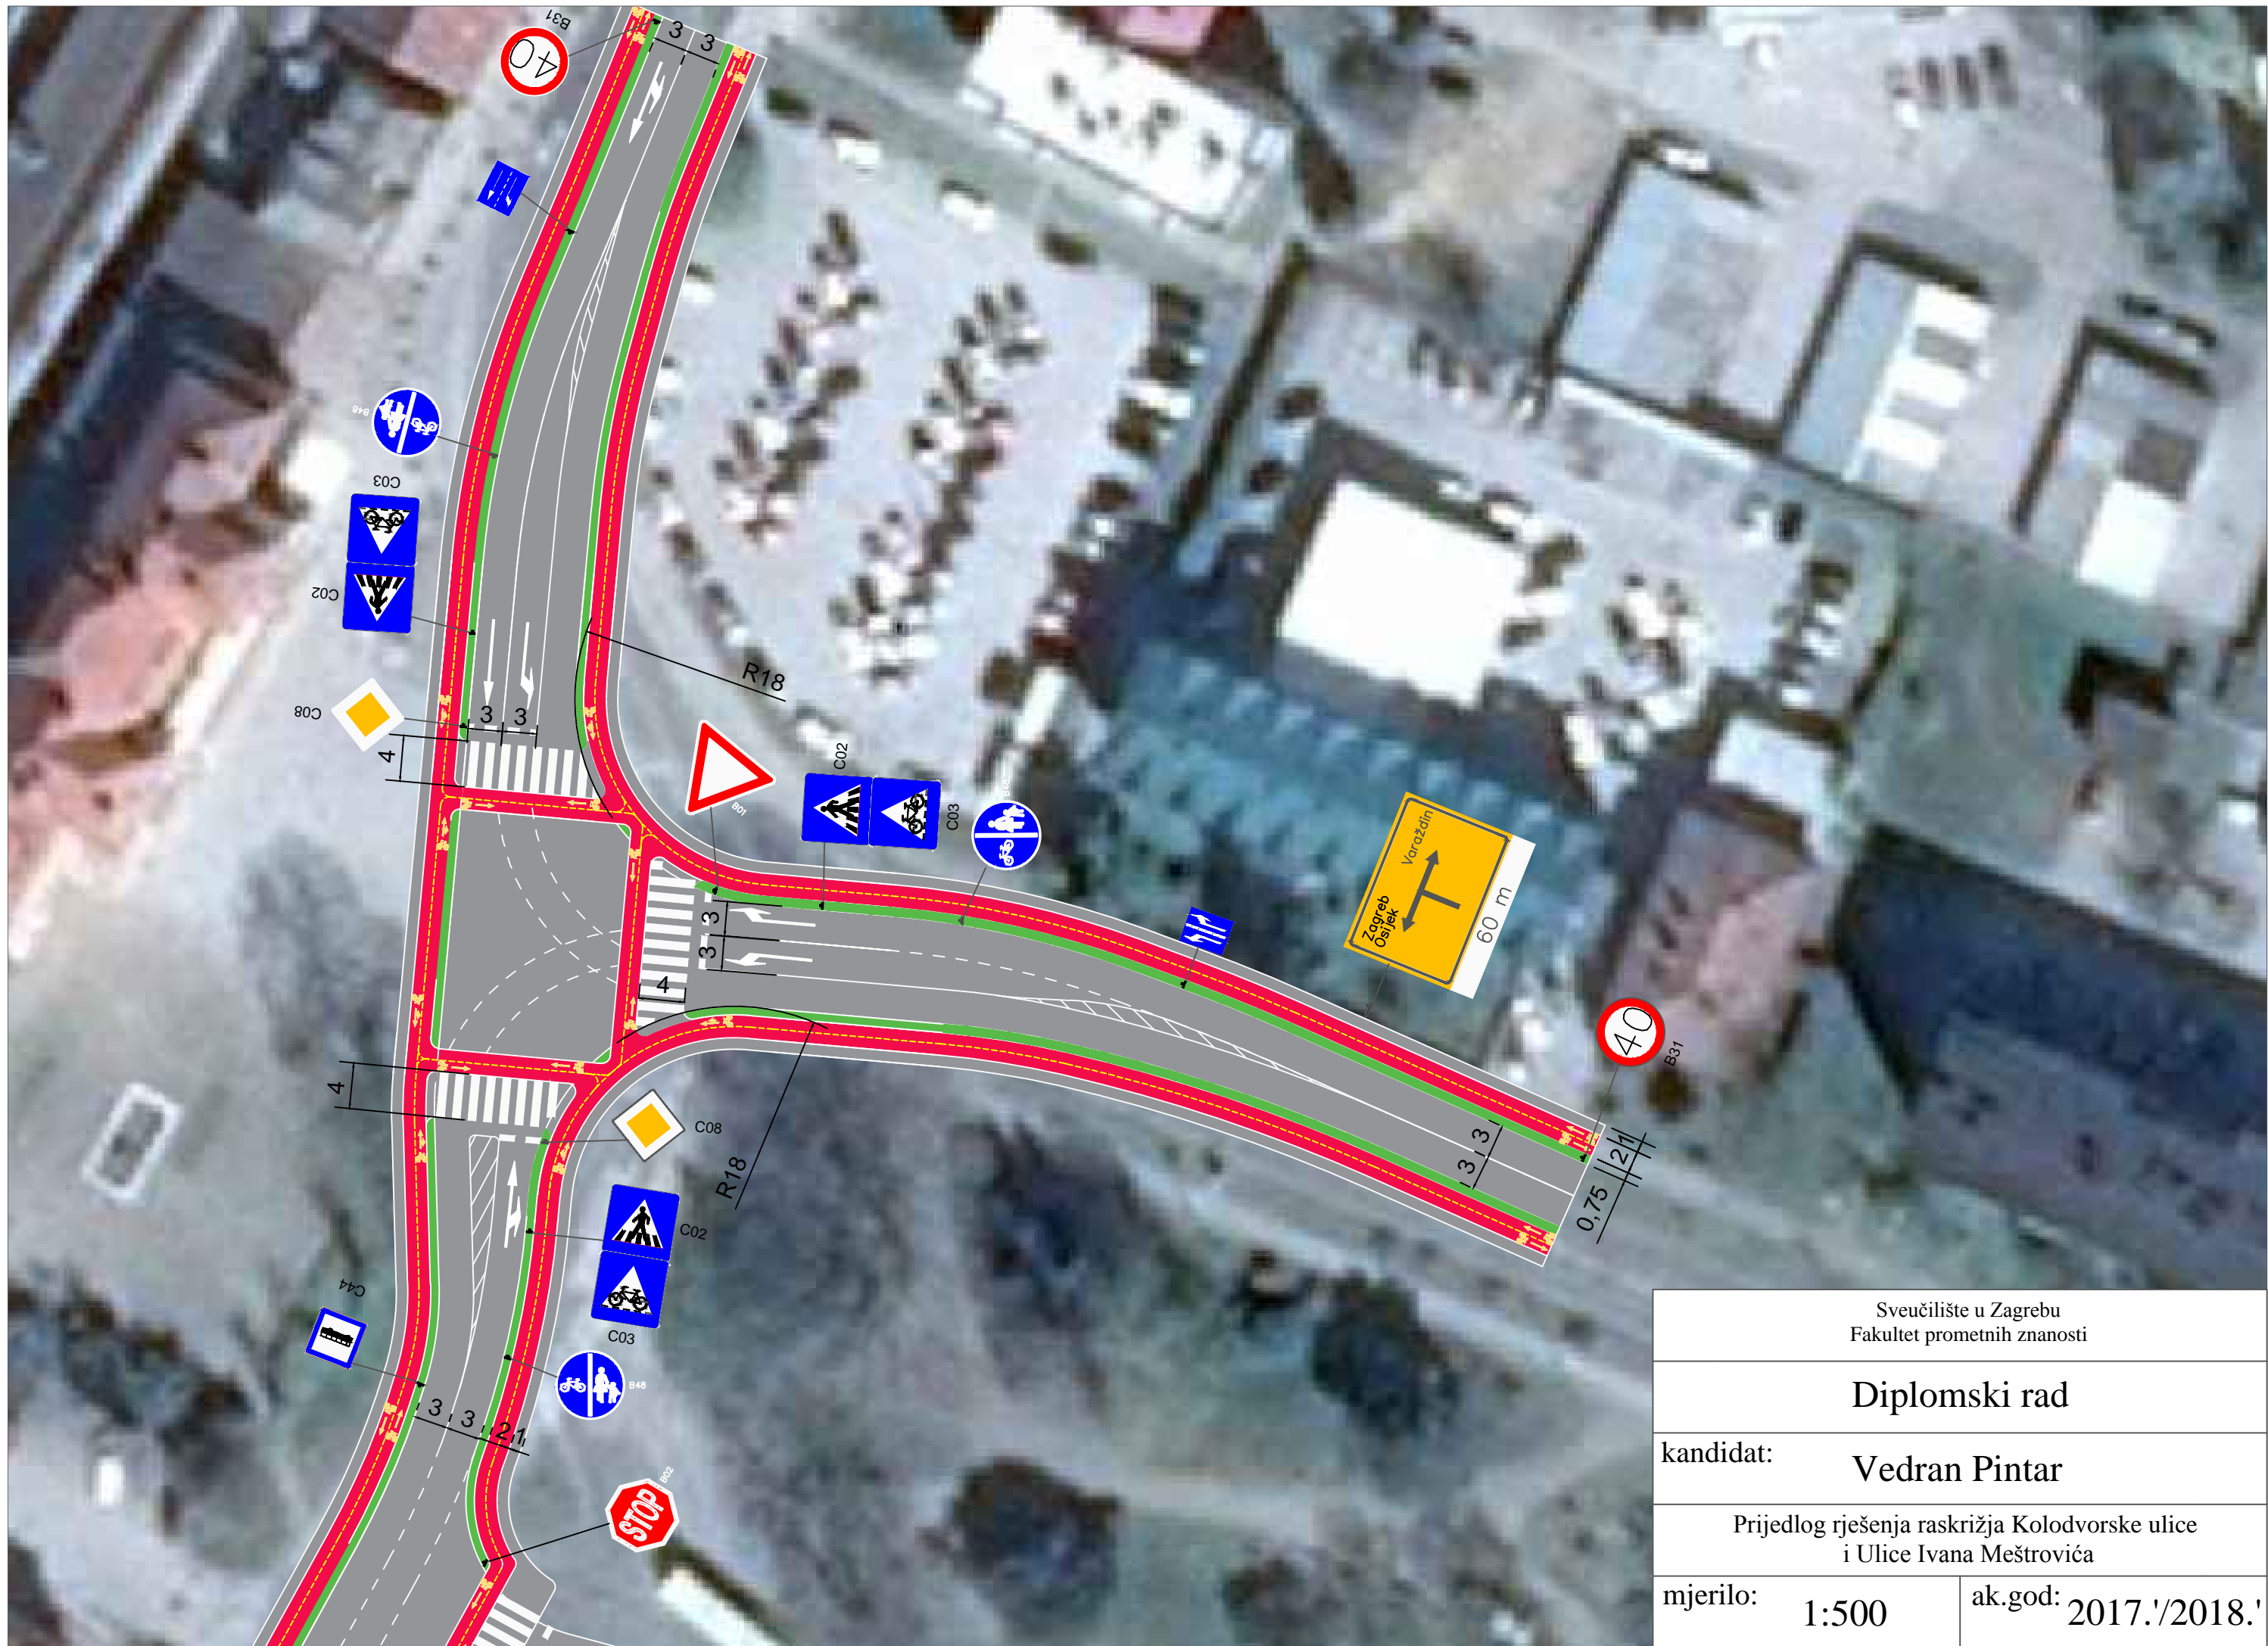 B31
40
3
3
B48
C03
C02
C08
3
3
4
R18
B01
C02
C03
Varaždin
Zagreb
Osijek
60 m
40
B31
3
3
4
3
3
2
1
0,75
4
C08
R18
C02
C03
C44
B48
3
3
2
1
STOP
B02
Sveučilište u Zagrebu
Fakultet prometnih znanosti
Diplomski rad
kandidat: Vedran Pintar
Prijedlog rješenja raskrižja Kolodvorske ulice
i Ulice Ivana Meštrovića
mjerilo: 1:500
ak.god: 2017.'/2018.'